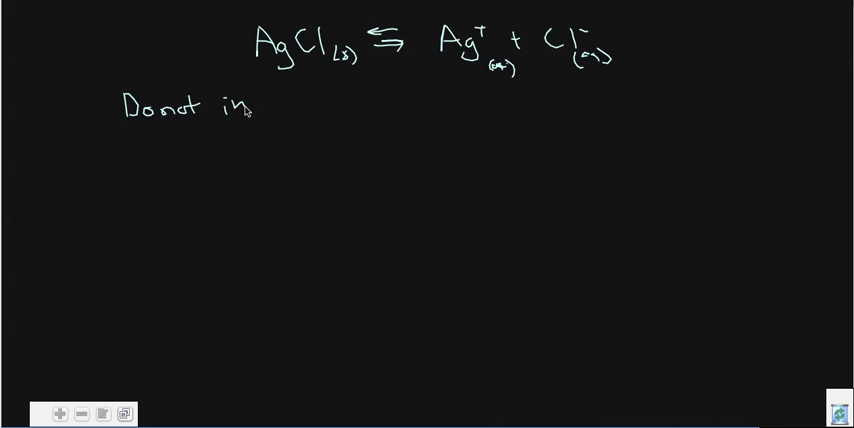 AgCl(s) ⇌ Ag⁺(aq) + Cl⁻(aq)
Do not in